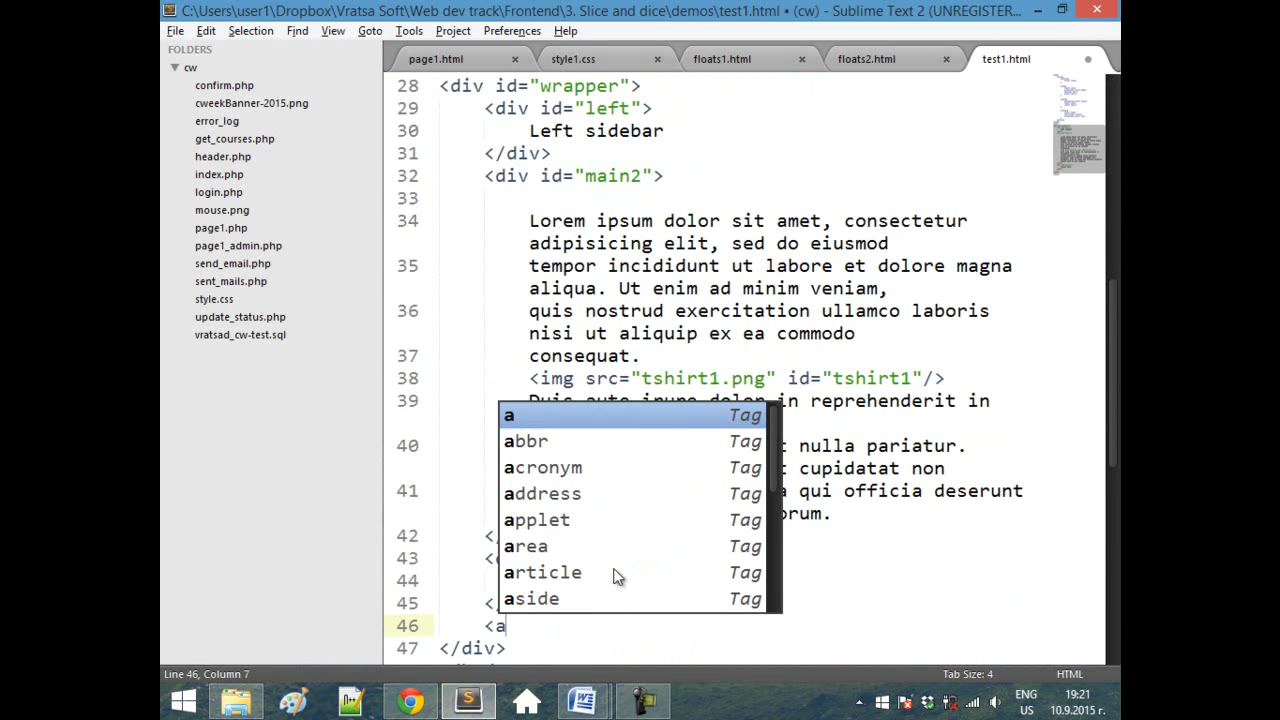 C:\Users\user1\Dropbox\Vratsa Soft\Web dev track\Frontend\3. Slice and dice\demos\test1.html • (cw) - Sublime Text 2 (UNREGISTER...
File Edit Selection Find View Goto Tools Project Preferences Help
FOLDERS
cw
confirm.php
cweekBanner-2015.png
error_log
get_courses.php
header.php
index.php
login.php
mouse.png
page1.php
page1_admin.php
send_email.php
sent_mails.php
style.css
update_status.php
vratsad_cw-test.sql
page1.html style1.css floats1.html floats2.html test1.html
28 <div id="wrapper">
29 <div id="left">
30 Left sidebar
31 </div>
32 <div id="main2">
33
34 Lorem ipsum dolor sit amet, consectetur
adipisicing elit, sed do eiusmod
35 tempor incididunt ut labore et dolore magna
aliqua. Ut enim ad minim veniam,
36 quis nostrud exercitation ullamco laboris
nisi ut aliquip ex ea commodo
37 consequat.
38 <img src="tshirt1.png" id="tshirt1"/>
39 Duis aute irure dolor in reprehenderit in
40 t nulla pariatur.
t cupidatat non
41 a qui officia deserunt
orum.
42 </
43 <
44
45 </
46 <a
47 </div>
a Tag
abbr Tag
acronym Tag
address Tag
applet Tag
area Tag
article Tag
aside Tag
Line 46, Column 7 Tab Size: 4 HTML
ENG
US
19:21
10.9.2015 г.